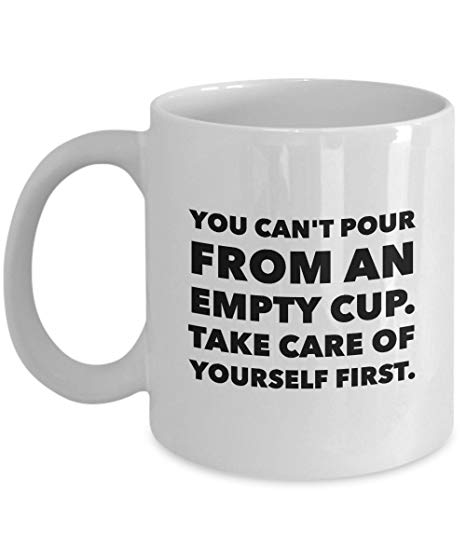 YOU CAN'T POUR
FROM AN
EMPTY CUP.
TAKE CARE OF
YOURSELF FIRST.